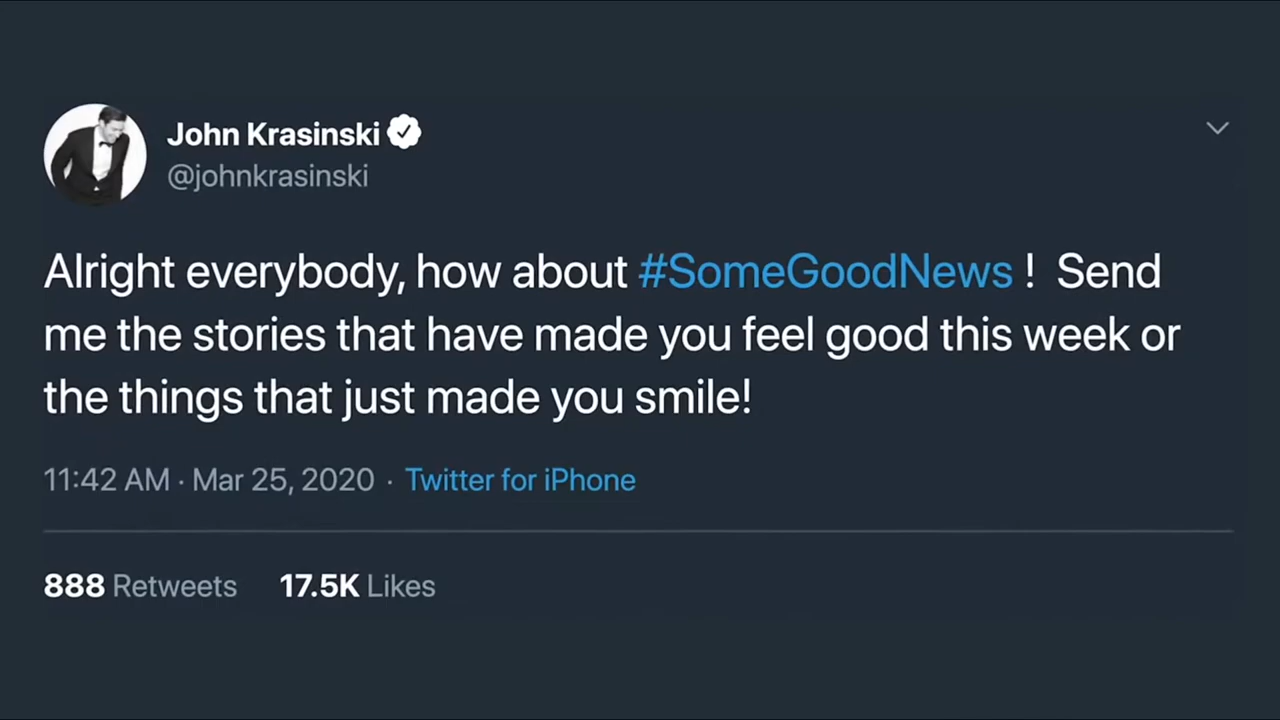 John Krasinski
@johnkrasinski
Alright everybody, how about #SomeGoodNews !  Send
me the stories that have made you feel good this week or
the things that just made you smile!
11:42 AM · Mar 25, 2020 · Twitter for iPhone
888 Retweets 17.5K Likes